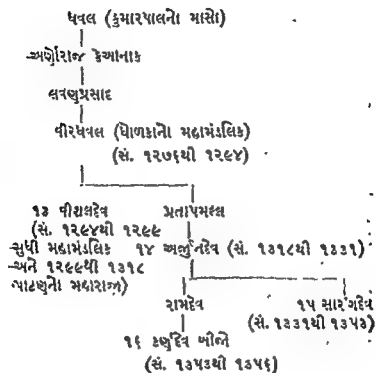 ધવલ (કુમારપાલનો માસો)
અર્ણોરાજ કેઆનાક
લવણપ્રસાદ
વીરધવલ (ધોળકાનો મહામંડલિક)
(સં. ૧૨૭૬થી ૧૨૯૪)
૧૩ વીશલદેવ પ્રતાપમલ્લ
(સં. ૧૨૯૪થી ૧૨૯૯
સુધી મહામંડલિક ૧૪ અર્જુનદેવ (સં. ૧૩૧૮થી ૧૩૩૧)
અને ૧૨૯૯થી ૧૩૧૮
પાટણનો મહારાજા)
રામદેવ ૧૫ સારંગદેવ
(સં. ૧૩૩૧થી ૧૩૫૩)
૧૬ કર્ણદેવ બીજો
(સં. ૧૩૫૩થી ૧૩૫૬)